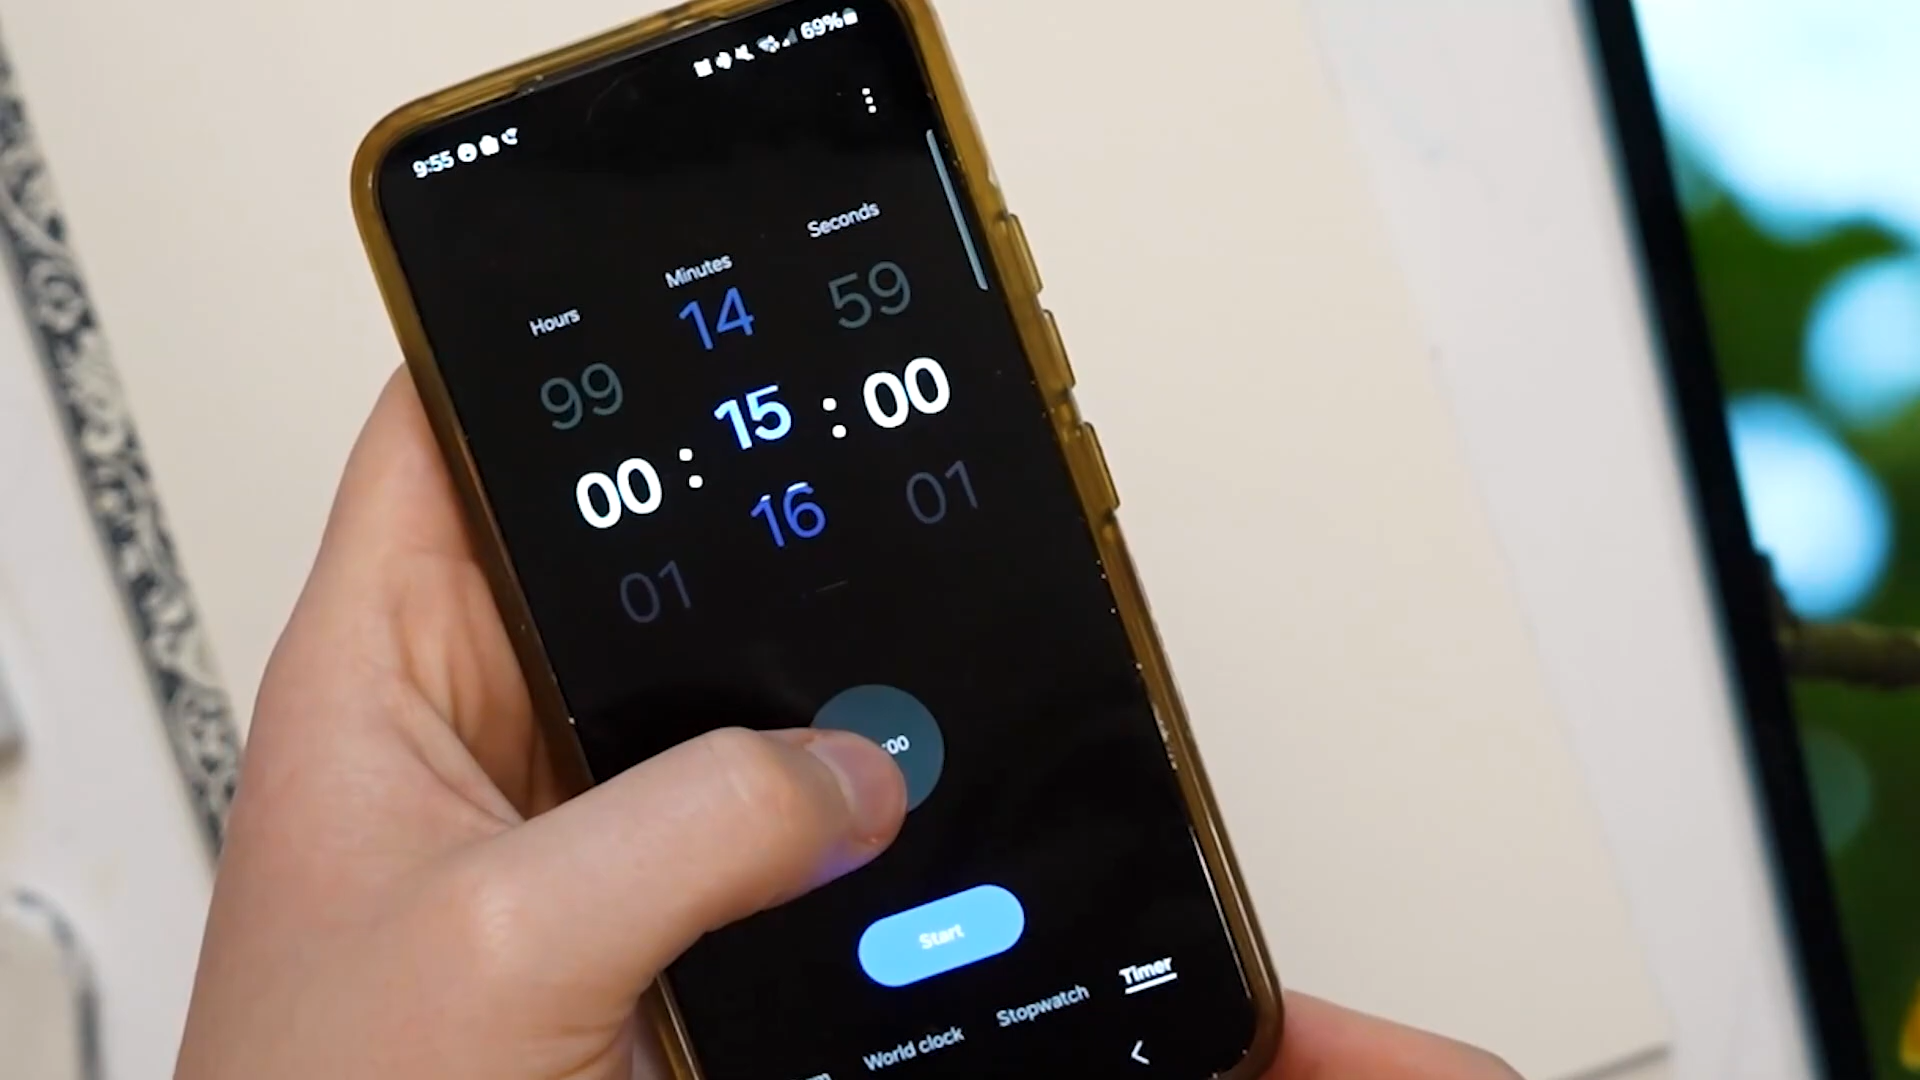 9:55
69%
Hours Minutes Seconds
99 14 59
00 : 15 : 00
01 16 01
:00
Start
World clock Stopwatch Timer